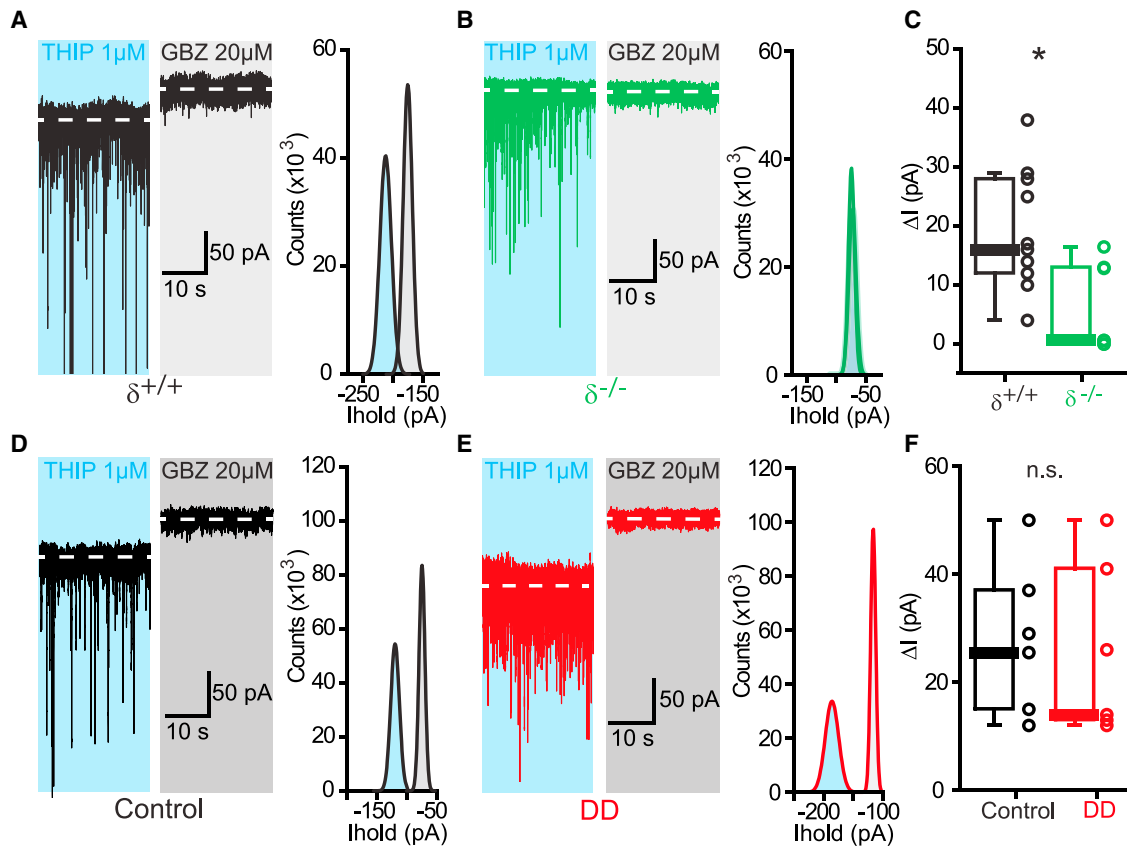 A
THIP 1µM
GBZ 20µM
50 pA
10 s
δ+/+
Counts (x10³)
60
40
20
0
-250
-150
Ihold (pA)
B
THIP 1µM
GBZ 20µM
50 pA
10 s
δ-/-
Counts (x10³)
60
40
20
0
-150
-50
Ihold (pA)
C
*
ΔI (pA)
50
40
30
20
10
0
δ+/+
δ-/-
D
THIP 1µM
GBZ 20µM
50 pA
10 s
Control
Counts (x10³)
120
100
80
60
40
20
0
-150
-50
Ihold (pA)
E
THIP 1µM
GBZ 20µM
50 pA
10 s
DD
Counts (x10³)
120
100
80
60
40
20
0
-200
-100
Ihold (pA)
F
n.s.
ΔI (pA)
60
40
20
0
Control
DD